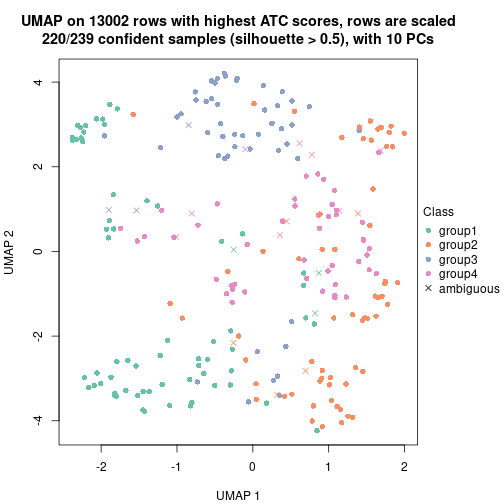 UMAP on 13002 rows with highest ATC scores, rows are scaled
220/239 confident samples (silhouette > 0.5), with 10 PCs
4
2
0
-2
-4
UMAP 2
-2
-1
0
1
2
UMAP 1
Class
group1
group2
group3
group4
ambiguous